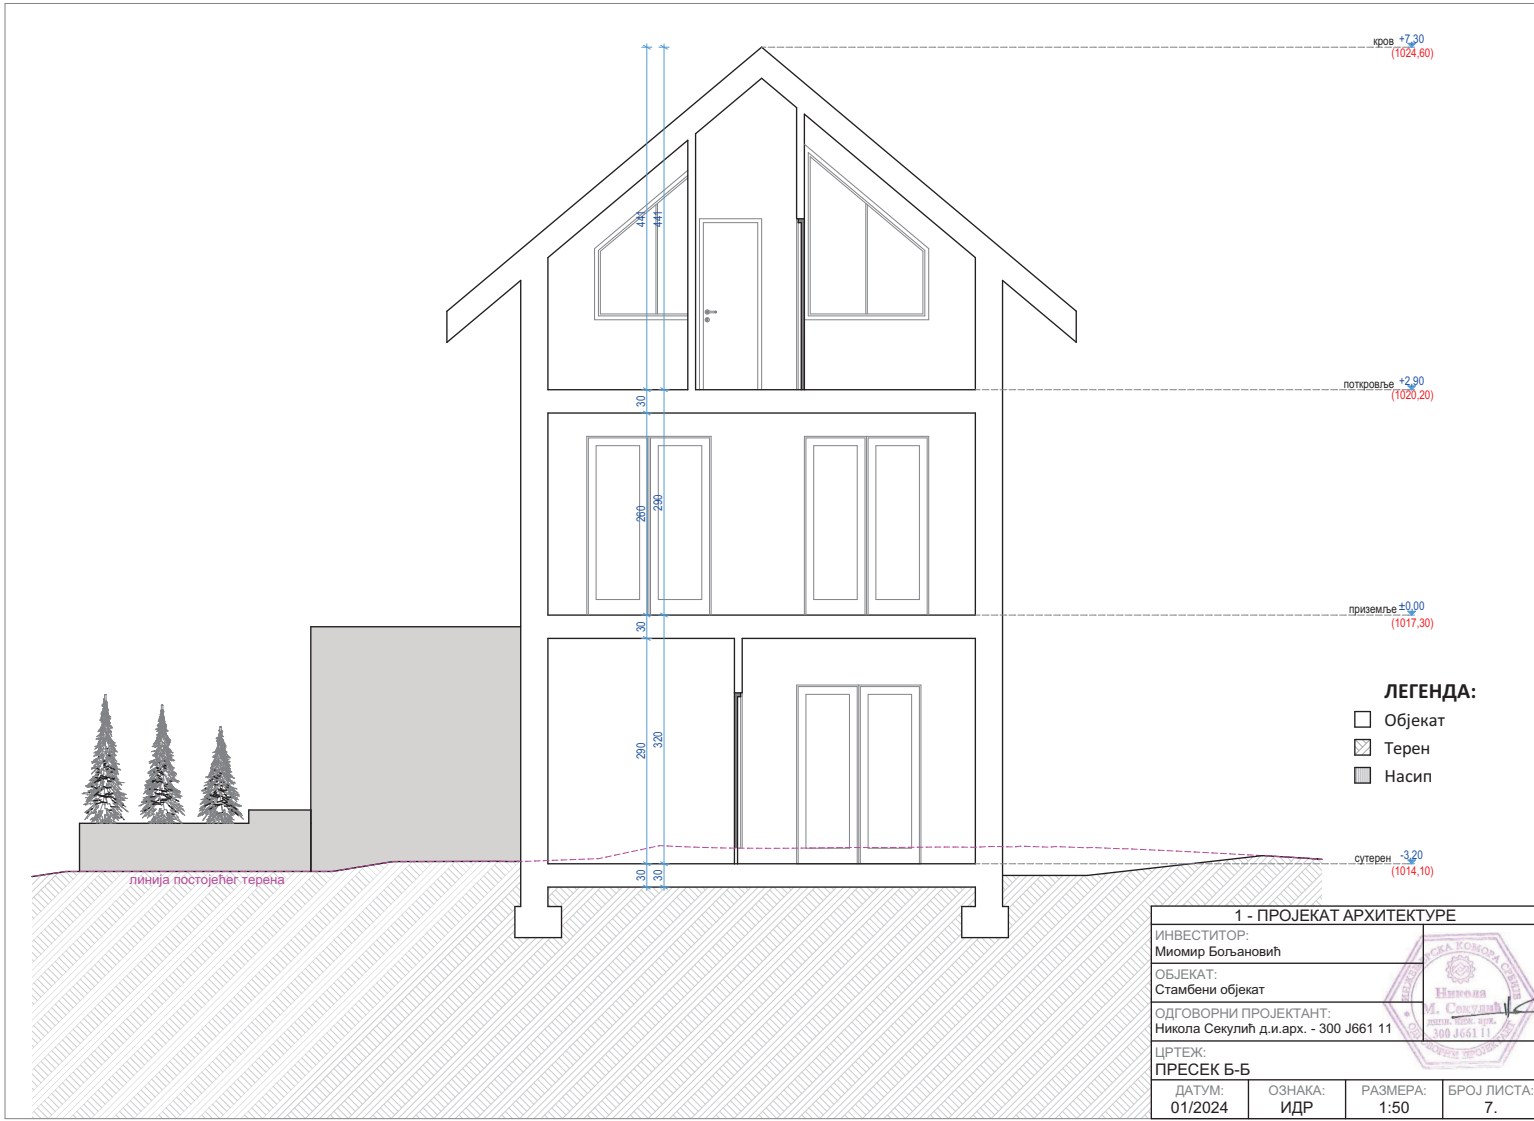 кров +7,30
(1024,60)
441
441
поткровље +2,90
(1020,20)
30
260
290
приземље ±0,00
(1017,30)
30
290
320
ЛЕГЕНДА:
Објекат
Терен
Насип
сутерен -3,20
(1014,10)
30
30
линија постојећег терена
1 - ПРОЈЕКАТ АРХИТЕКТУРЕ
ИНВЕСТИТОР:
Миомир Бољановић
ОБЈЕКАТ:
Стамбени објекат
ОДГОВОРНИ ПРОЈЕКТАНТ:
Никола Секулић д.и.арх. - 300 Ј661 11
Никола
М. Секулић
дипл. инж. арх.
300 Ј661 11
ЦРТЕЖ:
ПРЕСЕК Б-Б
ДАТУМ: ОЗНАКА: РАЗМЕРА: БРОЈ ЛИСТА:
01/2024 ИДР 1:50 7.